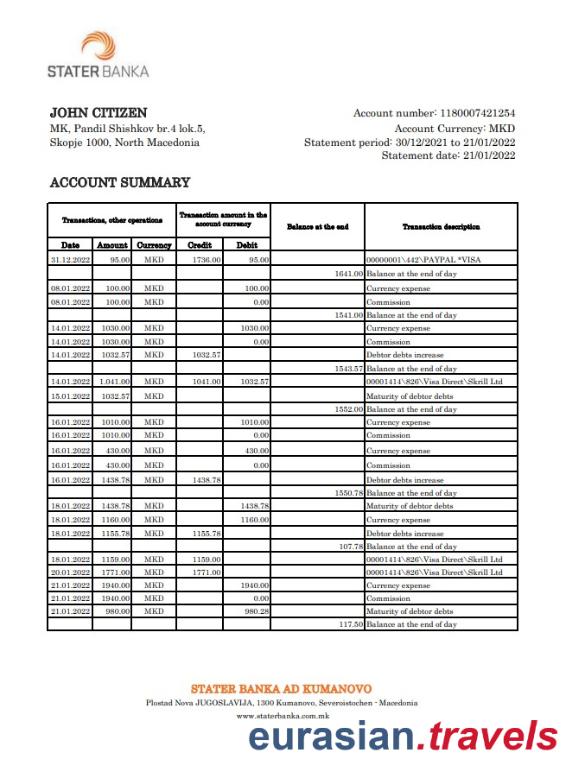 STATER BANKA
JOHN CITIZEN
MK, Pandil Shishkov br.4 lok.5,
Skopje 1000, North Macedonia
Account number: 1180007421254
Account Currency: MKD
Statement period: 30/12/2021 to 21/01/2022
Statement date: 21/01/2022
ACCOUNT SUMMARY
Transactions, other operations Transaction amount in the account currency Balance at the end Transaction description
Date Amount Currency Credit Debit
31.12.2022 95.00 MKD 1736.00 95.00 00000001\442\PAYPAL *VISA
1641.00 Balance at the end of day
08.01.2022 100.00 MKD 100.00 Currency expense
08.01.2022 100.00 MKD 0.00 Commission
1541.00 Balance at the end of day
14.01.2022 1030.00 MKD 1030.00 Currency expense
14.01.2022 1030.00 MKD 0.00 Commission
14.01.2022 1032.57 MKD 1032.57 Debtor debts increase
1543.57 Balance at the end of day
14.01.2022 1.041.00 MKD 1041.00 1032.57 00001414\826\Visa Direct\Skrill Ltd
15.01.2022 1032.57 MKD Maturity of debtor debts
1552.00 Balance at the end of day
16.01.2022 1010.00 MKD 1010.00 Currency expense
16.01.2022 1010.00 MKD 0.00 Commission
16.01.2022 430.00 MKD 430.00 Currency expense
16.01.2022 430.00 MKD 0.00 Commission
16.01.2022 1438.78 MKD 1438.78 Debtor debts increase
1550.78 Balance at the end of day
18.01.2022 1438.78 MKD 1438.78 Maturity of debtor debts
18.01.2022 1160.00 MKD 1160.00 Currency expense
18.01.2022 1155.78 MKD 1155.78 Debtor debts increase
107.78 Balance at the end of day
18.01.2022 1159.00 MKD 1159.00 00001414\826\Visa Direct\Skrill Ltd
20.01.2022 1771.00 MKD 1771.00 00001414\826\Visa Direct\Skrill Ltd
21.01.2022 1940.00 MKD 1940.00 Currency expense
21.01.2022 1940.00 MKD 0.00 Commission
21.01.2022 980.00 MKD 980.28 Maturity of debtor debts
117.50 Balance at the end of day
STATER BANKA AD KUMANOVO
Plostad Nova JUGOSLAVIJA, 1300 Kumanovo, Severoistochen - Macedonia
www.staterbanka.com.mk
eurasian.travels